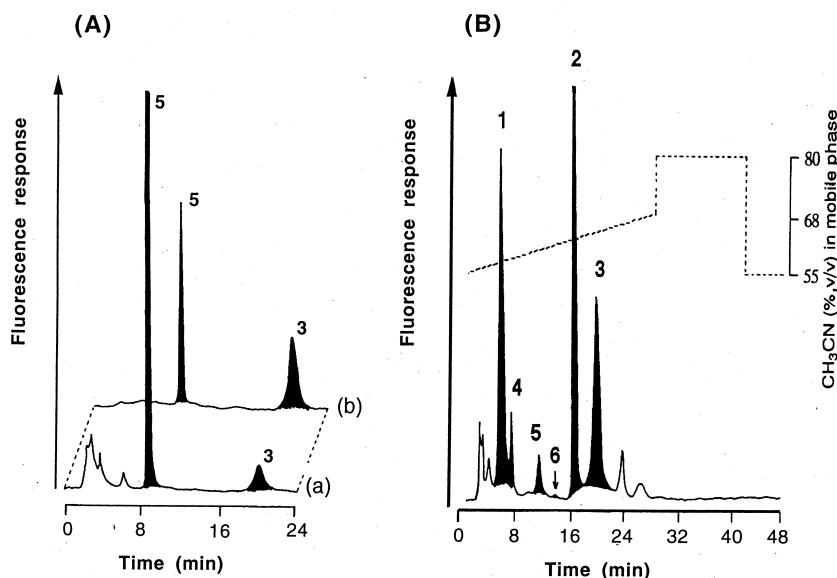 (A)
Fluorescence response
5
5
3
(b)
3
(a)
0 8 16 24
Time (min)
(B)
Fluorescence response
1
2
3
4
5
6
80
68
55
CH₃CN (%,v/v) in mobile phase
0 8 16 24 32 40 48
Time (min)